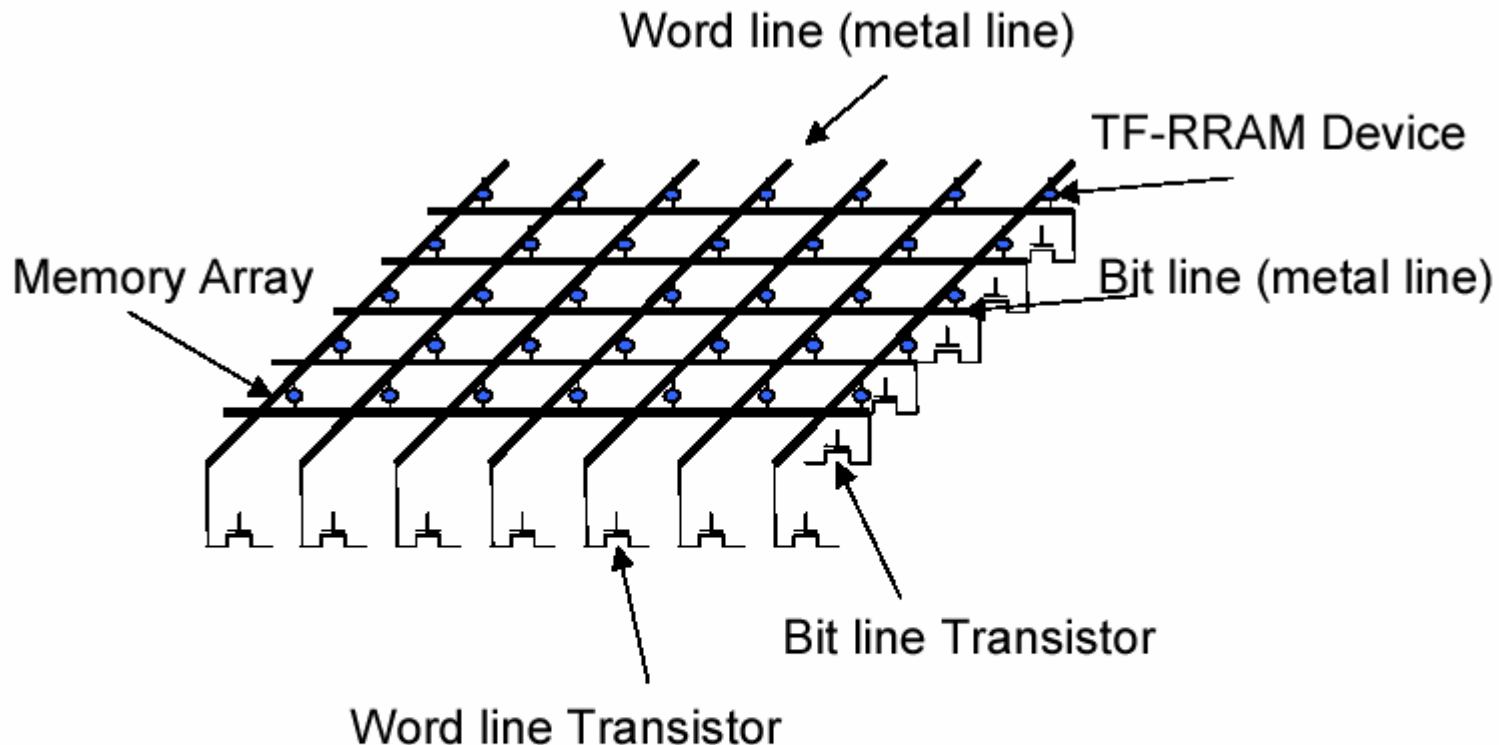 Word line (metal line)
TF-RRAM Device
Memory Array
Bit line (metal line)
Bit line Transistor
Word line Transistor